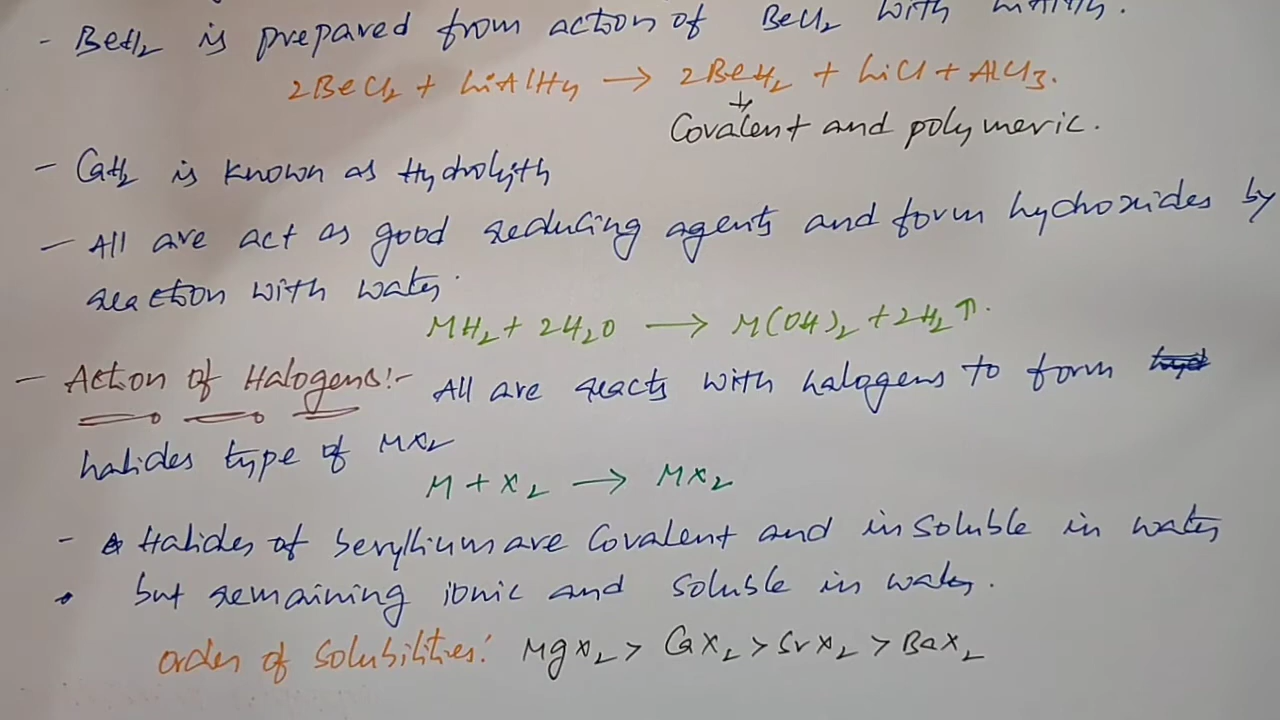 - BeH₂ is prepared from action of BeCl₂ with LiAlH₄.
2BeCl₂ + LiAlH₄ → 2BeH₂ + LiCl + AlCl₃.
↓
Covalent and polymeric.
- CaH₂ is known as Hydrolyth
- All are act as good reducing agents and form hydroxides by
reaction with water.
MH₂ + 2H₂O → M(OH)₂ + 2H₂↑.
- Action of Halogens:- All are reacts with halogens to form
halides type of MX₂
M + X₂ → MX₂
- Halides of beryllium are Covalent and insoluble in water
but remaining ionic and soluble in water.
order of solubilities: MgX₂ > CaX₂ > SrX₂ > BaX₂